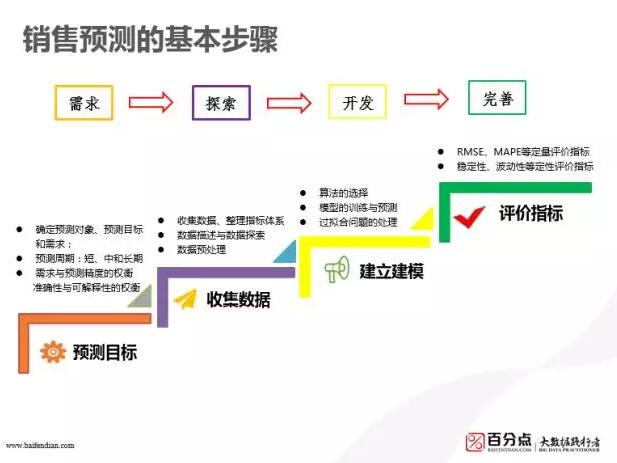 销售预测的基本步骤
需求
探索
开发
完善
● RMSE、MAPE等定量评价指标
● 稳定性、波动性等定性评价指标
评价指标
● 算法的选择
● 模型的训练与预测
● 过拟合问题的处理
建立建模
● 收集数据、整理指标体系
● 数据描述与数据探索
● 数据预处理
收集数据
● 确定预测对象、预测目标
和需求；
● 预测周期：短、中和长期
● 需求与预测精度的权衡
准确性与可解释性的权衡
预测目标
www.baifendian.com
百分点
BAIFENDIAN.COM
大数据践行者
BIG DATA PRACTITIONER